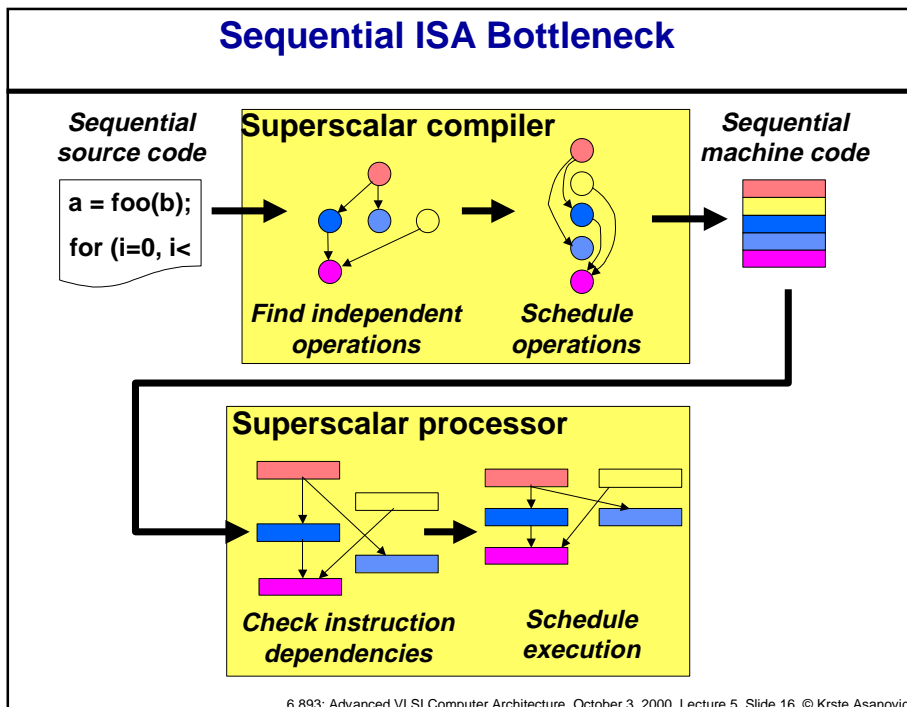 Sequential ISA Bottleneck
Sequential
source code
a = foo(b);
for (i=0, i<
Superscalar compiler
Find independent
operations
Schedule
operations
Sequential
machine code
Superscalar processor
Check instruction
dependencies
Schedule
execution
6.893: Advanced VLSI Computer Architecture, October 3, 2000, Lecture 5, Slide 16. © Krste Asanovic